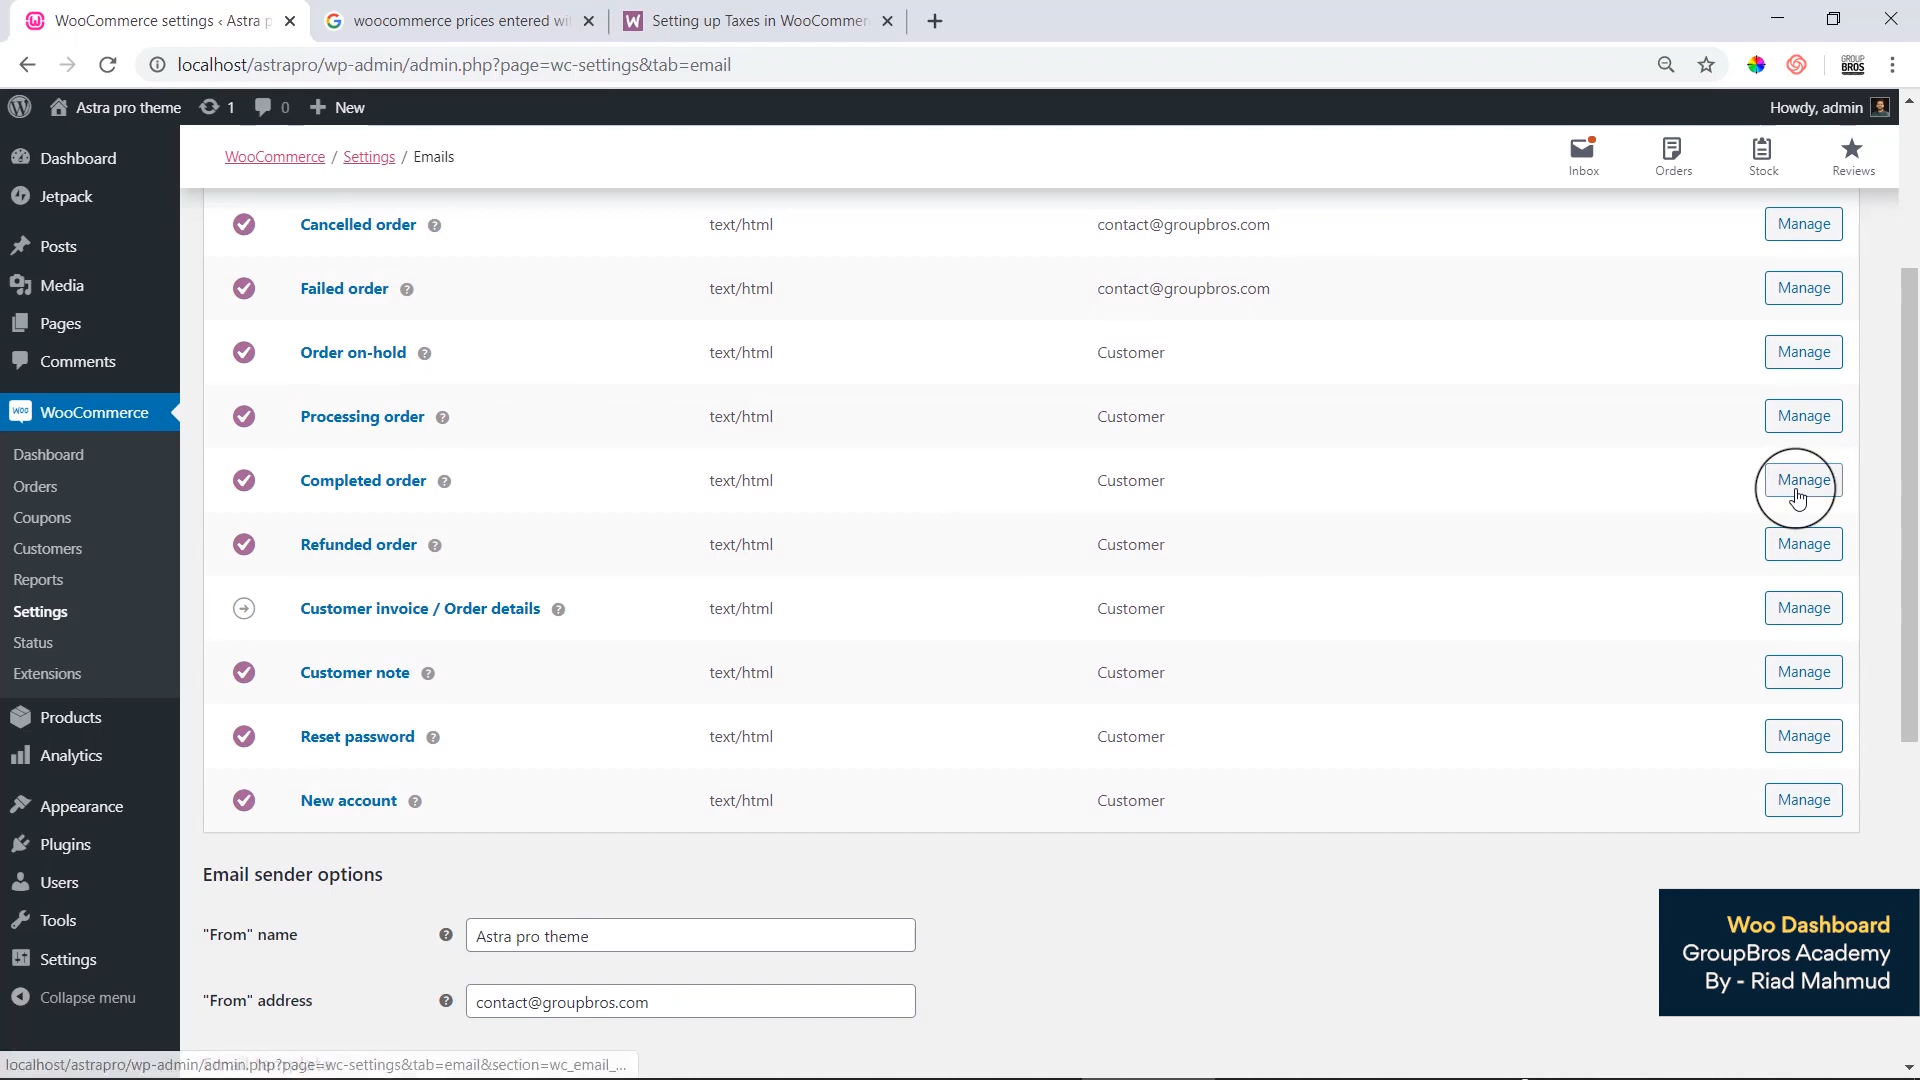 WooCommerce settings ‹ Astra p
woocommerce prices entered wi
Setting up Taxes in WooCommer
localhost/astrapro/wp-admin/admin.php?page=wc-settings&tab=email
GROUP
BROS
Astra pro theme
1
0
New
Howdy, admin
Dashboard
Jetpack
Posts
Media
Pages
Comments
WooCommerce
Dashboard
Orders
Coupons
Customers
Reports
Settings
Status
Extensions
Products
Analytics
Appearance
Plugins
Users
Tools
Settings
Collapse menu
WooCommerce / Settings / Emails
Inbox
Orders
Stock
Reviews
Cancelled order ? text/html contact@groupbros.com Manage
Failed order ? text/html contact@groupbros.com Manage
Order on-hold ? text/html Customer Manage
Processing order ? text/html Customer Manage
Completed order ? text/html Customer Manage
Refunded order ? text/html Customer Manage
Customer invoice / Order details ? text/html Customer Manage
Customer note ? text/html Customer Manage
Reset password ? text/html Customer Manage
New account ? text/html Customer Manage
Email sender options
"From" name ? Astra pro theme
"From" address ? contact@groupbros.com
Woo Dashboard
GroupBros Academy
By - Riad Mahmud
localhost/astrapro/wp-admin/admin.php?page=wc-settings&tab=email&section=wc_email_...